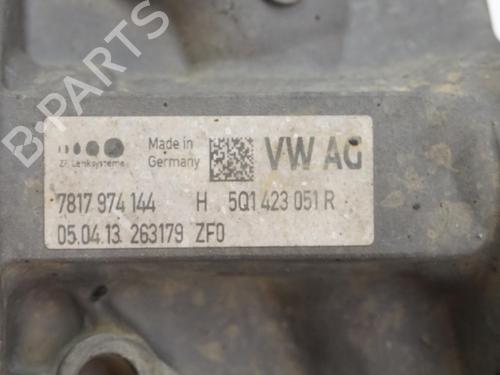 B-PARTS
ZF Lenksysteme
Made in
Germany
VW AG
7817 974 144 H 5Q1 423 051 R
05.04.13 263179 ZF0